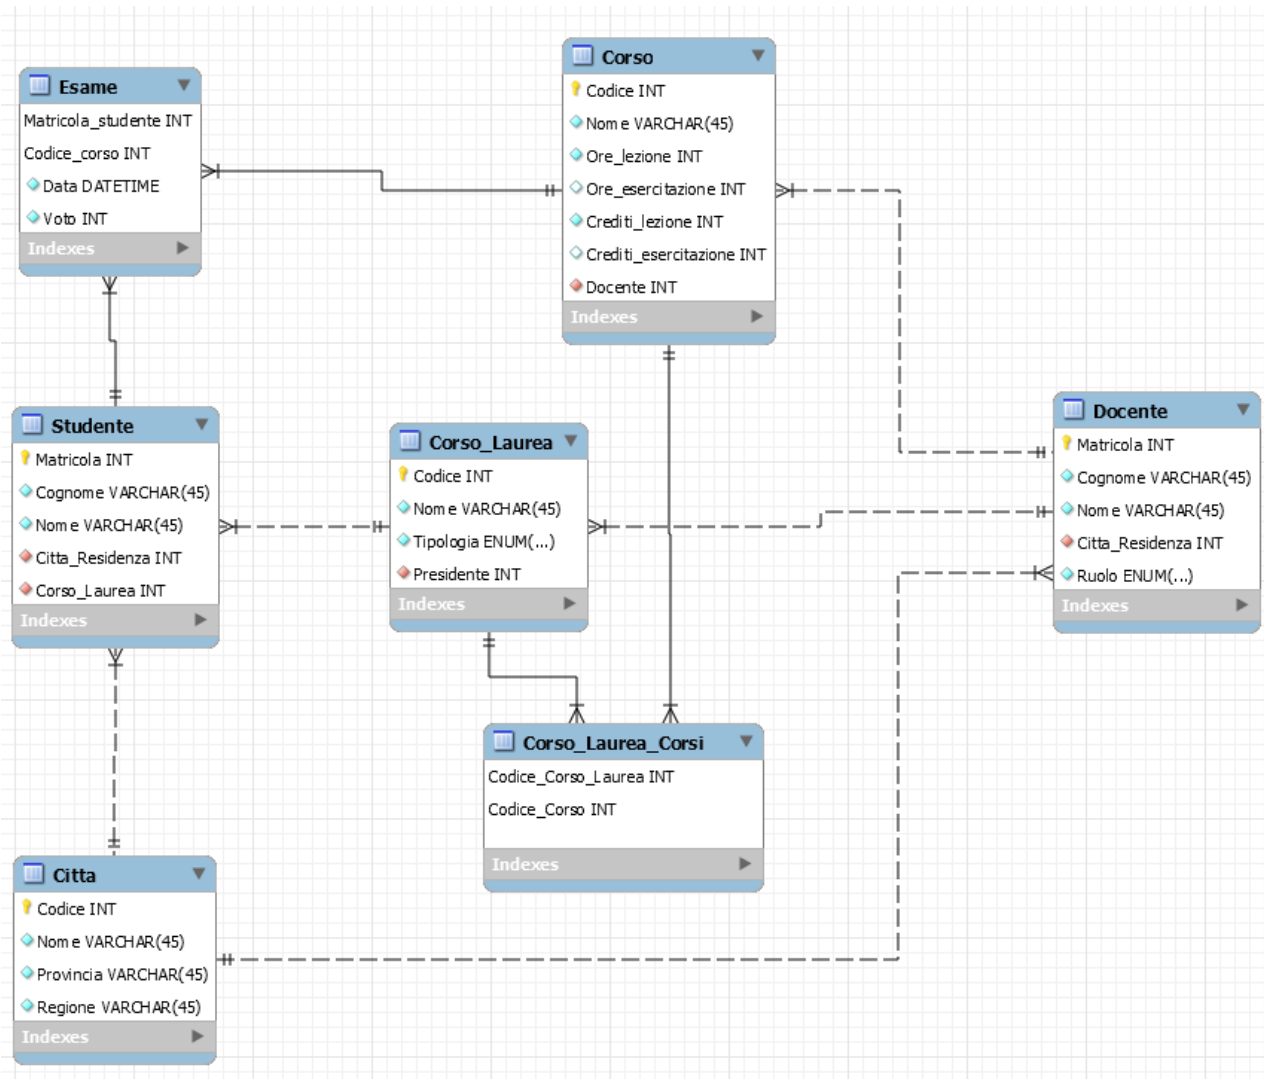 Esame
Matricola_studente INT
Codice_corso INT
Data DATETIME
Voto INT
Indexes
Corso
Codice INT
Nome VARCHAR(45)
Ore_lezione INT
Ore_esercitazione INT
Crediti_lezione INT
Crediti_esercitazione INT
Docente INT
Indexes
Studente
Matricola INT
Cognome VARCHAR(45)
Nome VARCHAR(45)
Citta_Residenza INT
Corso_Laurea INT
Indexes
Corso_Laurea
Codice INT
Nome VARCHAR(45)
Tipologia ENUM(...)
Presidente INT
Indexes
Docente
Matricola INT
Cognome VARCHAR(45)
Nome VARCHAR(45)
Citta_Residenza INT
Ruolo ENUM(...)
Indexes
Corso_Laurea_Corsi
Codice_Corso_Laurea INT
Codice_Corso INT
Indexes
Citta
Codice INT
Nome VARCHAR(45)
Provincia VARCHAR(45)
Regione VARCHAR(45)
Indexes